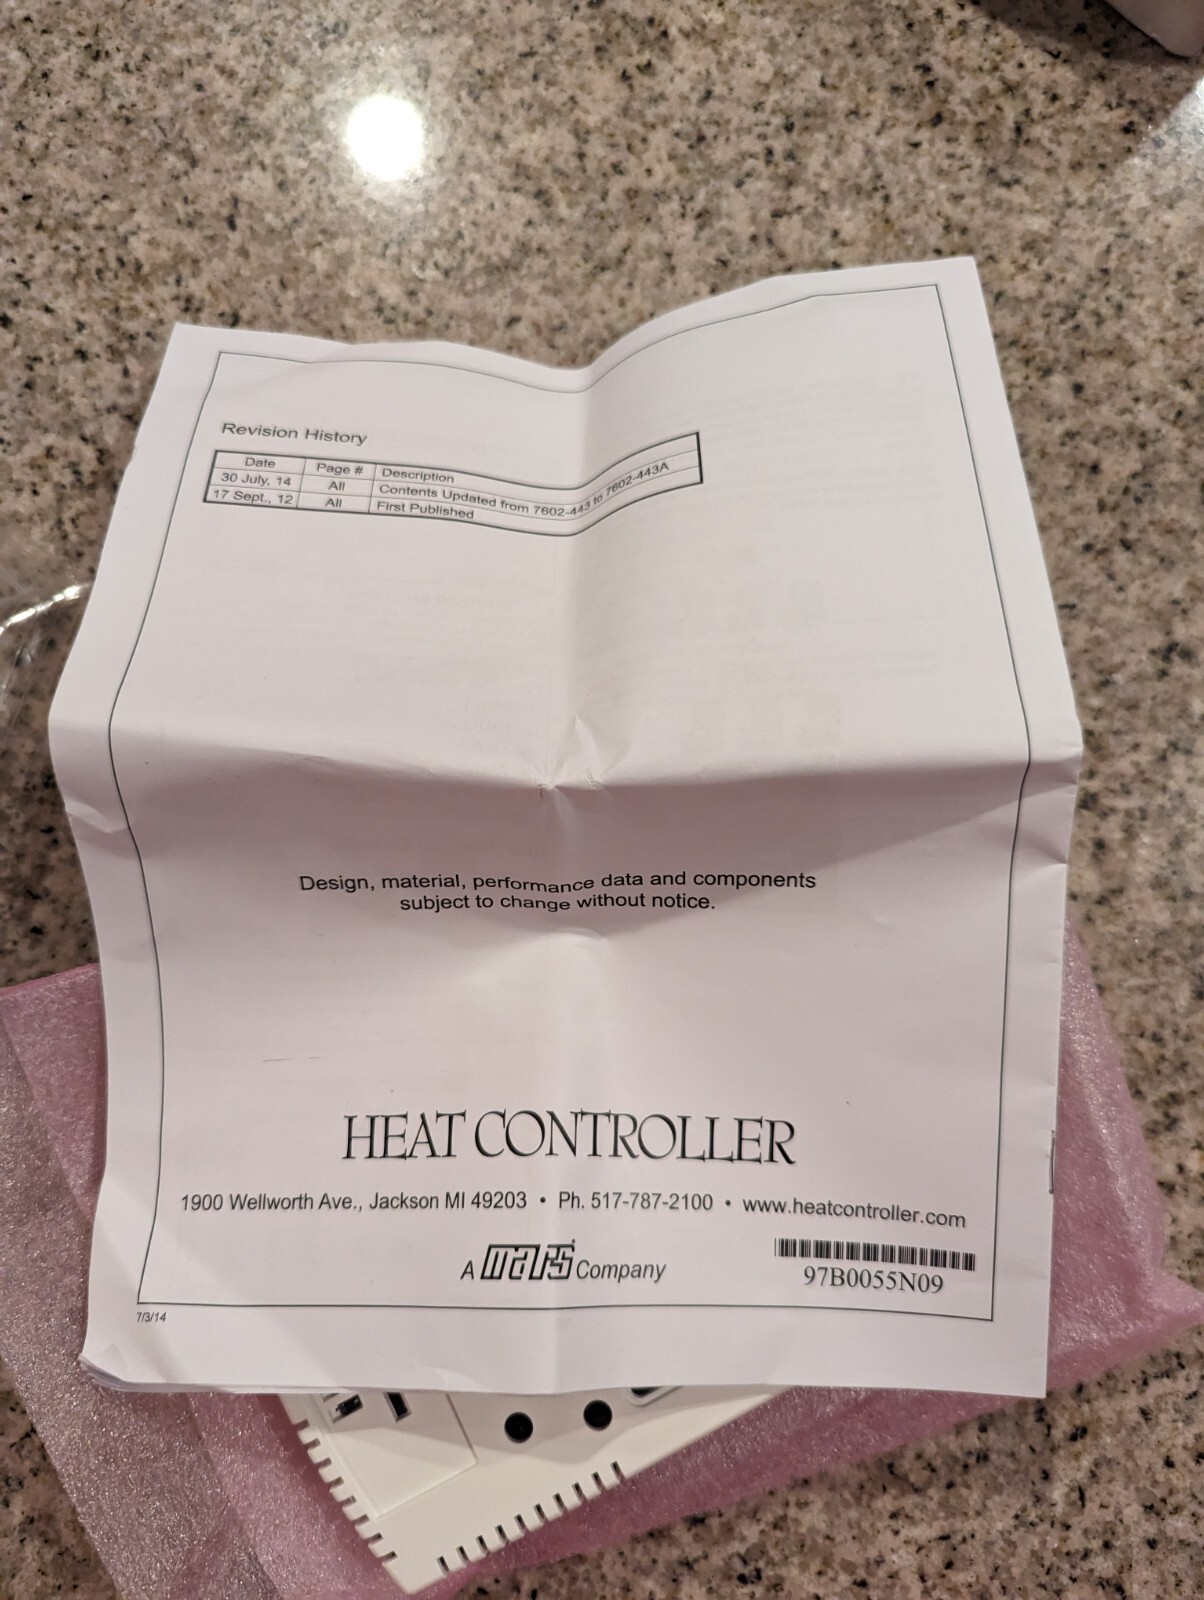 Revision History
Date Page # Description
30 July, 14 All Contents Updated from 7602-443 to 7602-443A
17 Sept., 12 All First Published
Design, material, performance data and components
subject to change without notice.
HEAT CONTROLLER
1900 Wellworth Ave., Jackson MI 49203 • Ph. 517-787-2100 • www.heatcontroller.com
A mars Company
97B0055N09
7/3/14